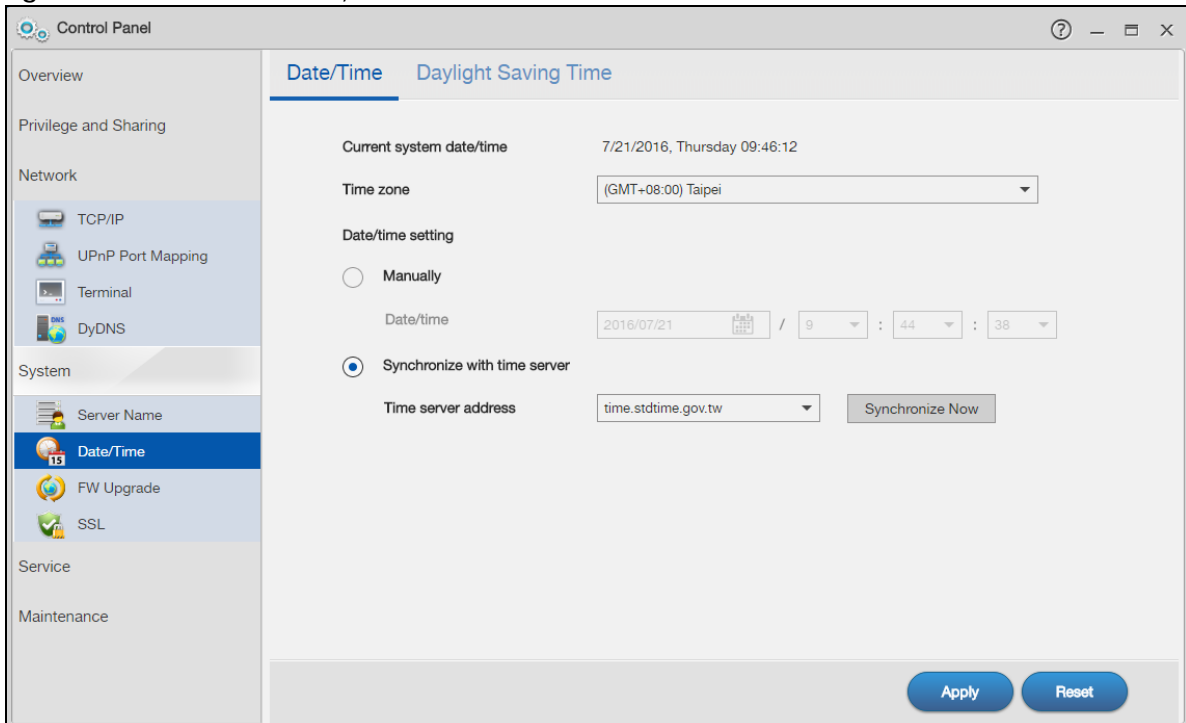 Control Panel
Overview
Privilege and Sharing
Network
TCP/IP
UPnP Port Mapping
Terminal
DNS
DyDNS
System
Server Name
15
Date/Time
FW Upgrade
SSL
Service
Maintenance
Date/Time Daylight Saving Time
Current system date/time 7/21/2016, Thursday 09:46:12
Time zone (GMT+08:00) Taipei
Date/time setting
Manually
Date/time 2016/07/21 / 9 : 44 : 38
Synchronize with time server
Time server address time.stdtime.gov.tw Synchronize Now
Apply Reset